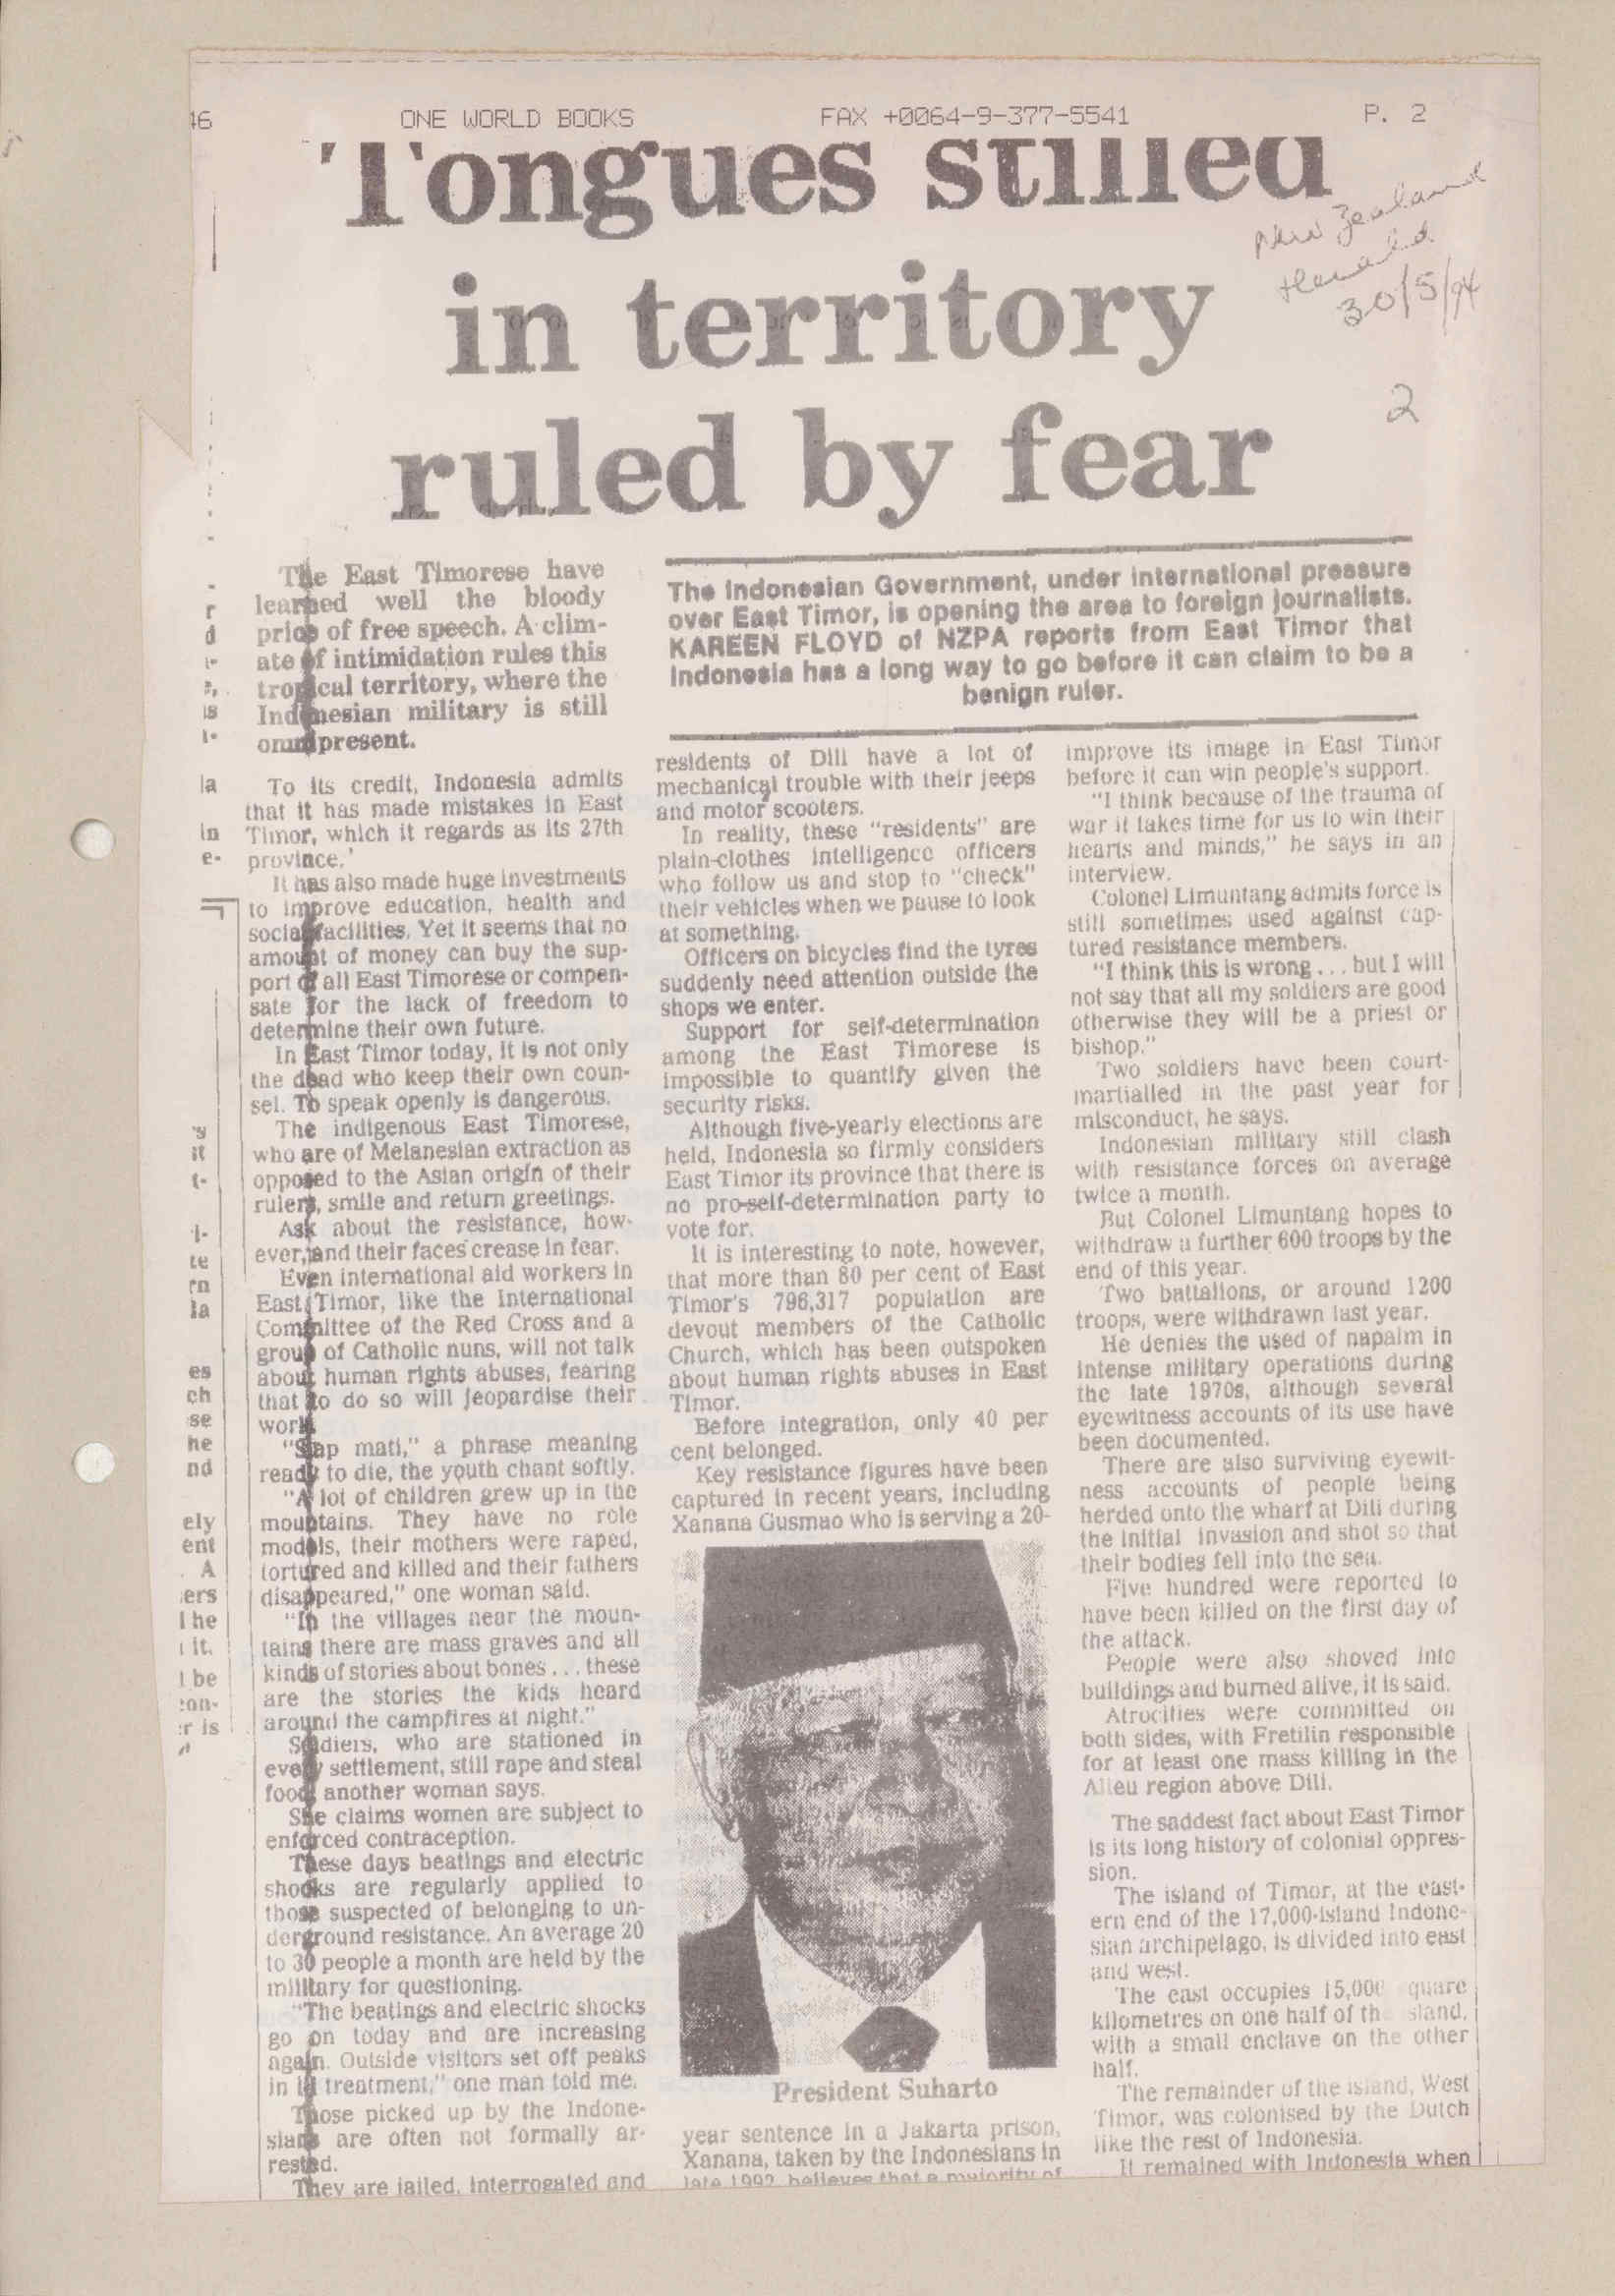 46 ONE WORLD BOOKS FAX +0064-9-377-5541 P. 2
Tongues stilled
in territory
ruled by fear
New Zealand
Herald
30/5/94
2
The East Timorese have
learned well the bloody
price of free speech. A clim-
ate of intimidation rules this
tropical territory, where the
Indonesian military is still
omnipresent.
The Indonesian Government, under international pressure
over East Timor, is opening the area to foreign journalists.
KAREEN FLOYD of NZPA reports from East Timor that
Indonesia has a long way to go before it can claim to be a
benign ruler.
To its credit, Indonesia admits
that it has made mistakes in East
Timor, which it regards as its 27th
province.
It has also made huge investments
to improve education, health and
social facilities. Yet it seems that no
amount of money can buy the sup-
port of all East Timorese or compen-
sate for the lack of freedom to
determine their own future.
In East Timor today, it is not only
the dead who keep their own coun-
sel. To speak openly is dangerous.
The indigenous East Timorese,
who are of Melanesian extraction as
opposed to the Asian origin of their
rulers, smile and return greetings.
Ask about the resistance, how-
ever, and their faces crease in fear.
Even international aid workers in
East Timor, like the International
Committee of the Red Cross and a
group of Catholic nuns, will not talk
about human rights abuses, fearing
that to do so will jeopardise their
work.
"Siap mati," a phrase meaning
ready to die, the youth chant softly.
"A lot of children grew up in the
mountains. They have no role
models, their mothers were raped,
tortured and killed and their fathers
disappeared," one woman said.
"In the villages near the moun-
tains there are mass graves and all
kinds of stories about bones . . . these
are the stories the kids heard
around the campfires at night."
Soldiers, who are stationed in
every settlement, still rape and steal
food, another woman says.
She claims women are subject to
enforced contraception.
These days beatings and electric
shocks are regularly applied to
those suspected of belonging to un-
derground resistance. An average 20
to 30 people a month are held by the
military for questioning.
"The beatings and electric shocks
go on today and are increasing
again. Outside visitors set off peaks
in ill treatment," one man told me.
Those picked up by the Indone-
sians are often not formally ar-
rested.
They are jailed, interrogated and
residents of Dili have a lot of
mechanical trouble with their jeeps
and motor scooters.
In reality, these "residents" are
plain-clothes intelligence officers
who follow us and stop to "check"
their vehicles when we pause to look
at something.
Officers on bicycles find the tyres
suddenly need attention outside the
shops we enter.
Support for self-determination
among the East Timorese is
impossible to quantify given the
security risks.
Although five-yearly elections are
held, Indonesia so firmly considers
East Timor its province that there is
no pro-self-determination party to
vote for.
It is interesting to note, however,
that more than 80 per cent of East
Timor's 796,317 population are
devout members of the Catholic
Church, which has been outspoken
about human rights abuses in East
Timor.
Before integration, only 40 per
cent belonged.
Key resistance figures have been
captured in recent years, including
Xanana Gusmao who is serving a 20-
President Suharto
year sentence in a Jakarta prison.
Xanana, taken by the Indonesians in
late 1992, believes that a majority of
improve its image in East Timor
before it can win people's support.
"I think because of the trauma of
war it takes time for us to win their
hearts and minds," he says in an
interview.
Colonel Limuntang admits force is
still sometimes used against cap-
tured resistance members.
"I think this is wrong . . . but I will
not say that all my soldiers are good
otherwise they will be a priest or
bishop."
Two soldiers have been court-
martialled in the past year for
misconduct, he says.
Indonesian military still clash
with resistance forces on average
twice a month.
But Colonel Limuntang hopes to
withdraw a further 600 troops by the
end of this year.
Two battalions, or around 1200
troops, were withdrawn last year.
He denies the used of napalm in
intense military operations during
the late 1970s, although several
eyewitness accounts of its use have
been documented.
There are also surviving eyewit-
ness accounts of people being
herded onto the wharf at Dili during
the initial invasion and shot so that
their bodies fell into the sea.
Five hundred were reported to
have been killed on the first day of
the attack.
People were also shoved into
buildings and burned alive, it is said.
Atrocities were committed on
both sides, with Fretilin responsible
for at least one mass killing in the
Aileu region above Dili.
The saddest fact about East Timor
is its long history of colonial oppres-
sion.
The island of Timor, at the east-
ern end of the 17,000-island Indone-
sian archipelago, is divided into east
and west.
The east occupies 15,000 square
kilometres on one half of the island,
with a small enclave on the other
half.
The remainder of the island, West
Timor, was colonised by the Dutch
like the rest of Indonesia.
It remained with Indonesia when